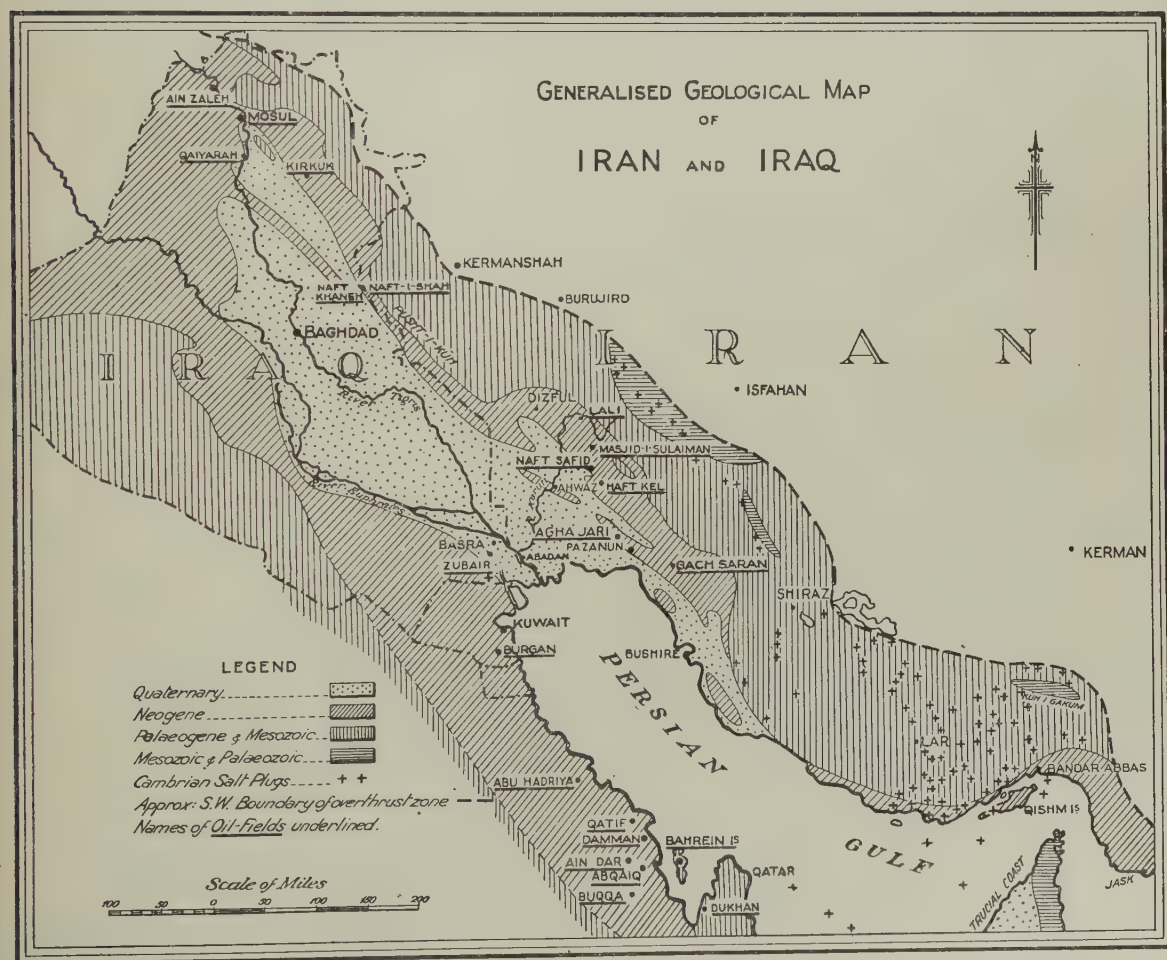 GENERALISED GEOLOGICAL MAP
OF
IRAN AND IRAQ
N
AIN ZALEH
MOSUL
QAIYARAH
KIRKUK
KERMANSHAH
NAFT KHANEH
NAFT-I-SHAH
BURUJIRD
PUSHT-I-KUH
BAGHDAD
IRAQ
IRAN
ISFAHAN
River Tigris
DIZFUL
LALI
MASJID-I-SULAIMAN
NAFT SAFID
AHWAZ
HAFT KEL
R. KARUN
River Euphrates
AGHA JARI
PAZANUN
BASRA
ABADAN
ZUBAIR
GACH SARAN
KERMAN
SHIRAZ
KUWAIT
BURGAN
BUSHIRE
PERSIAN
GULF
KUH I GAKUM
LAR
BANDAR ABBAS
QISHM IS
JASK
ABU HADRIYA
QATIF
DAMMAN
BAHREIN IS
AIN DAR
ABQAIQ
BUQQA
QATAR
DUKHAN
TRUCIAL COAST
LEGEND
Quaternary
Neogene
Palaeogene & Mesozoic
Mesozoic & Palaeozoic
Cambrian Salt Plugs + +
Approx: S.W. Boundary of overthrust zone
Names of Oil-Fields underlined.
Scale of Miles
100 50 0 50 100 150 200